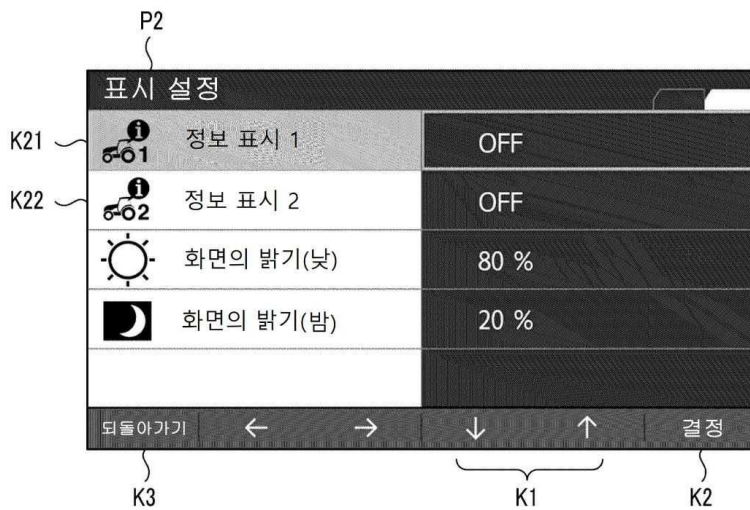 P2
표시 설정
K21
1
정보 표시 1
OFF
K22
2
정보 표시 2
OFF
화면의 밝기(낮)
80 %
화면의 밝기(밤)
20 %
되돌아가기 ← → ↓ ↑ 결정
K3
K1
K2